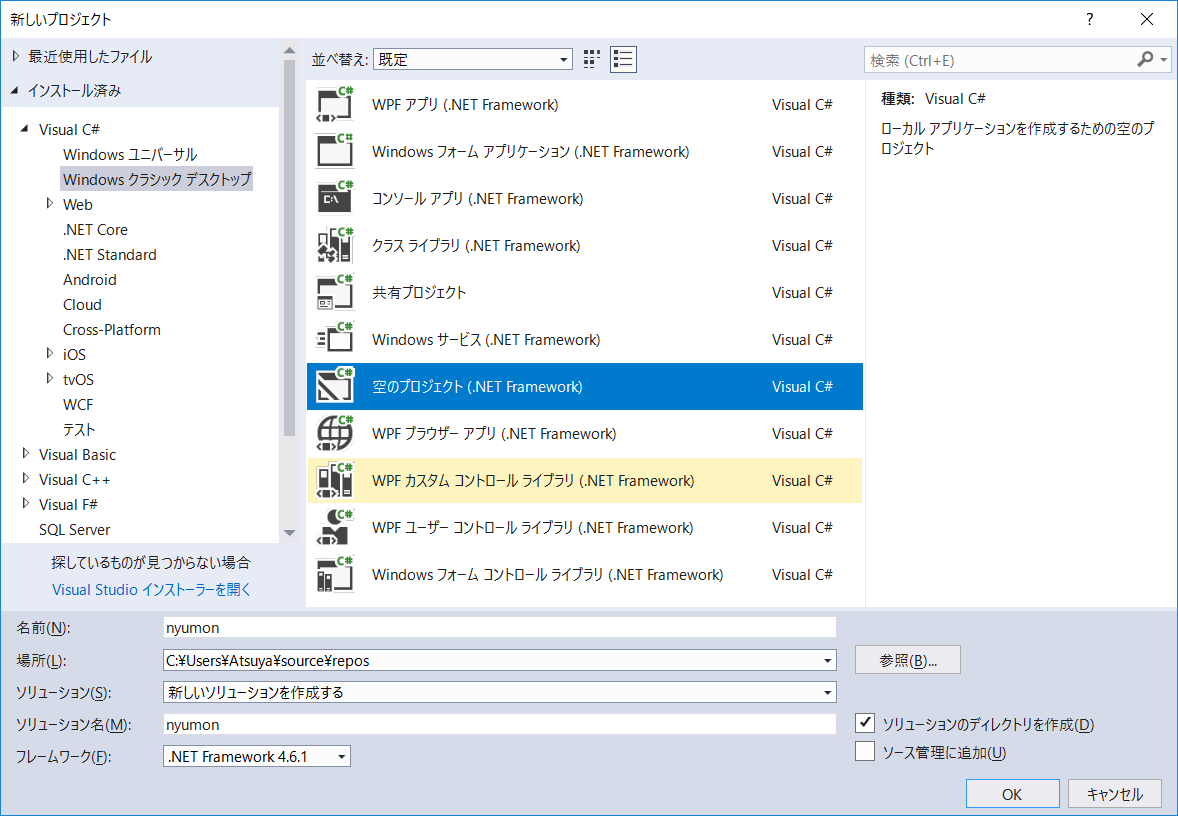 新しいプロジェクト
?
最近使用したファイル
インストール済み
Visual C#
Windows ユニバーサル
Windows クラシック デスクトップ
Web
.NET Core
.NET Standard
Android
Cloud
Cross-Platform
iOS
tvOS
WCF
テスト
Visual Basic
Visual C++
Visual F#
SQL Server
探しているものが見つからない場合
Visual Studio インストーラーを開く
並べ替え: 既定
C# WPF アプリ (.NET Framework) Visual C#
C# Windows フォーム アプリケーション (.NET Framework) Visual C#
C# C:\ コンソール アプリ (.NET Framework) Visual C#
C# クラス ライブラリ (.NET Framework) Visual C#
C# 共有プロジェクト Visual C#
C# Windows サービス (.NET Framework) Visual C#
C# 空のプロジェクト (.NET Framework) Visual C#
C# WPF ブラウザー アプリ (.NET Framework) Visual C#
C# WPF カスタム コントロール ライブラリ (.NET Framework) Visual C#
C# WPF ユーザー コントロール ライブラリ (.NET Framework) Visual C#
C# Windows フォーム コントロール ライブラリ (.NET Framework) Visual C#
検索 (Ctrl+E)
種類: Visual C#
ローカル アプリケーションを作成するための空のプ
ロジェクト
名前(N): nyumon
場所(L): C:¥Users¥Atsuya¥source¥repos 参照(B)...
ソリューション(S): 新しいソリューションを作成する
ソリューション名(M): nyumon ソリューションのディレクトリを作成(D)
フレームワーク(F): .NET Framework 4.6.1 ソース管理に追加(U)
OK キャンセル